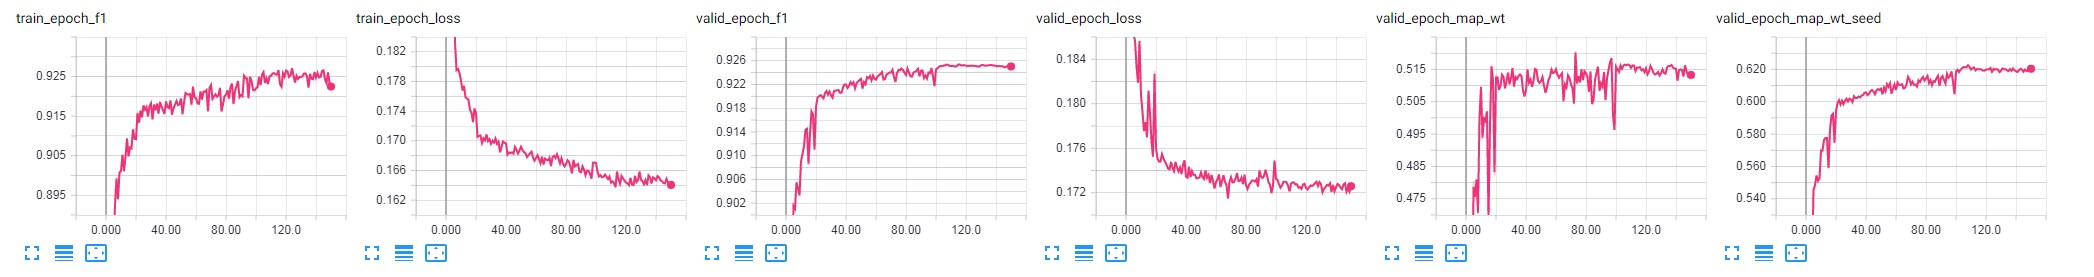 train_epoch_f1
0.925
0.915
0.905
0.895
0.000 40.00 80.00 120.0
train_epoch_loss
0.182
0.178
0.174
0.170
0.166
0.162
0.000 40.00 80.00 120.0
valid_epoch_f1
0.926
0.922
0.918
0.914
0.910
0.906
0.902
0.000 40.00 80.00 120.0
valid_epoch_loss
0.184
0.180
0.176
0.172
0.000 40.00 80.00 120.0
valid_epoch_map_wt
0.515
0.505
0.495
0.485
0.475
0.000 40.00 80.00 120.0
valid_epoch_map_wt_seed
0.620
0.600
0.580
0.560
0.540
0.000 40.00 80.00 120.0